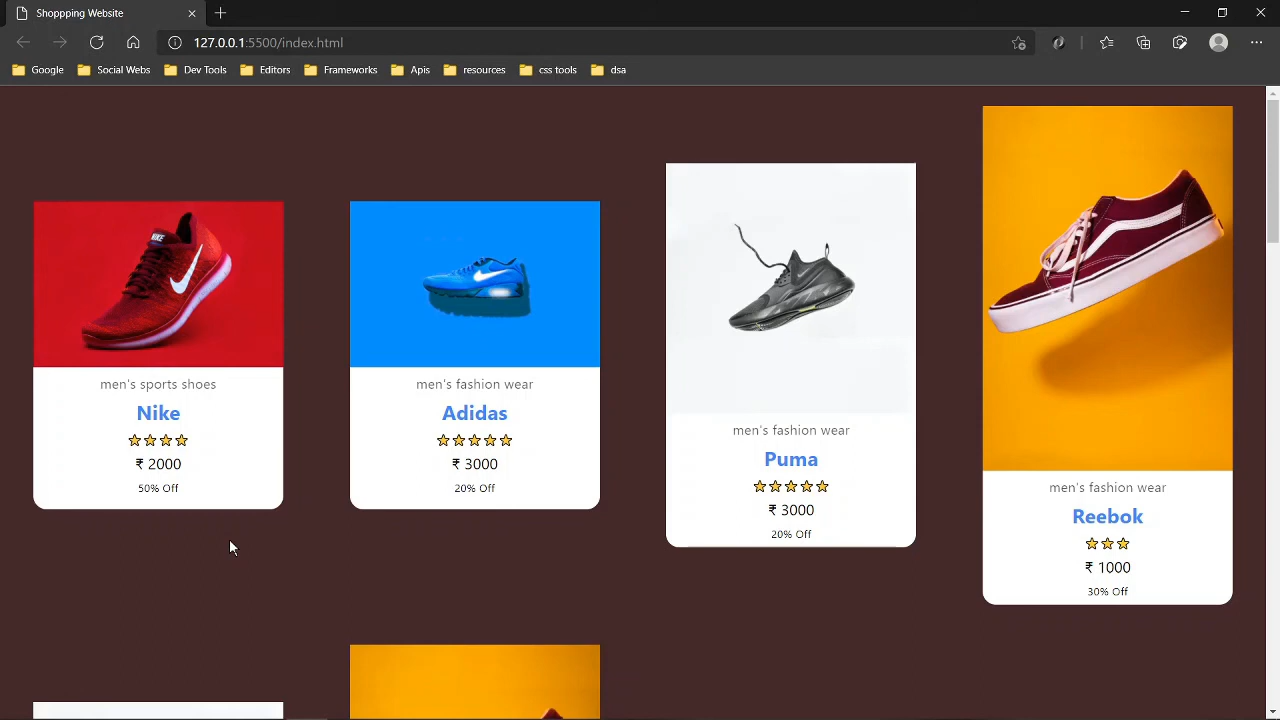 Shoppping Website
127.0.0.1:5500/index.html
Google Social Webs Dev Tools Editors Frameworks Apis resources css tools dsa
NIKE
men's sports shoes
Nike
₹ 2000
50% Off
men's fashion wear
Adidas
₹ 3000
20% Off
men's fashion wear
Puma
₹ 3000
20% Off
men's fashion wear
Reebok
₹ 1000
30% Off